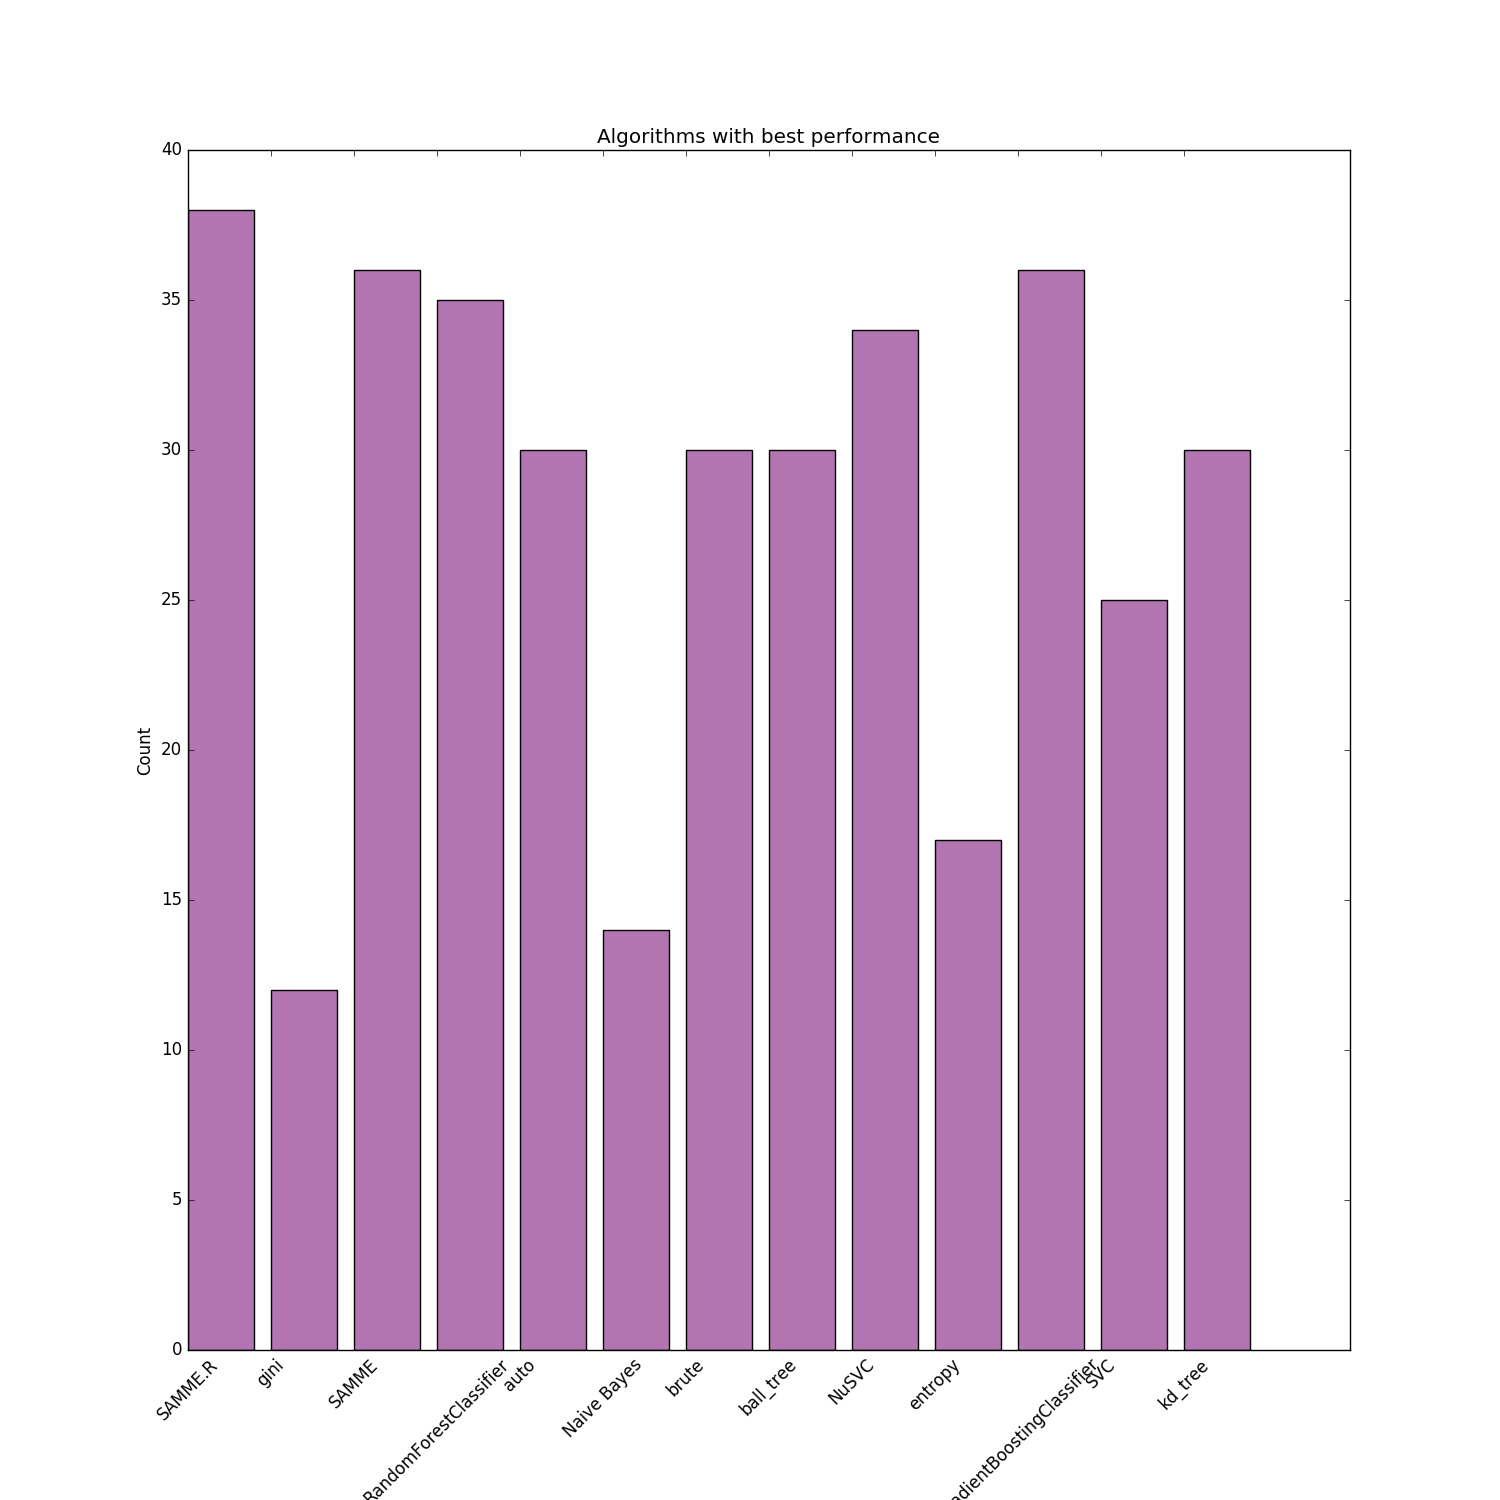 Algorithms with best performance
40
35
30
25
20
15
10
5
0
Count
SAMME.R
gini
SAMME
RandomForestClassifier
auto
Naive Bayes
brute
ball_tree
NuSVC
entropy
edientBoostingClassifier
SVC
kd_tree